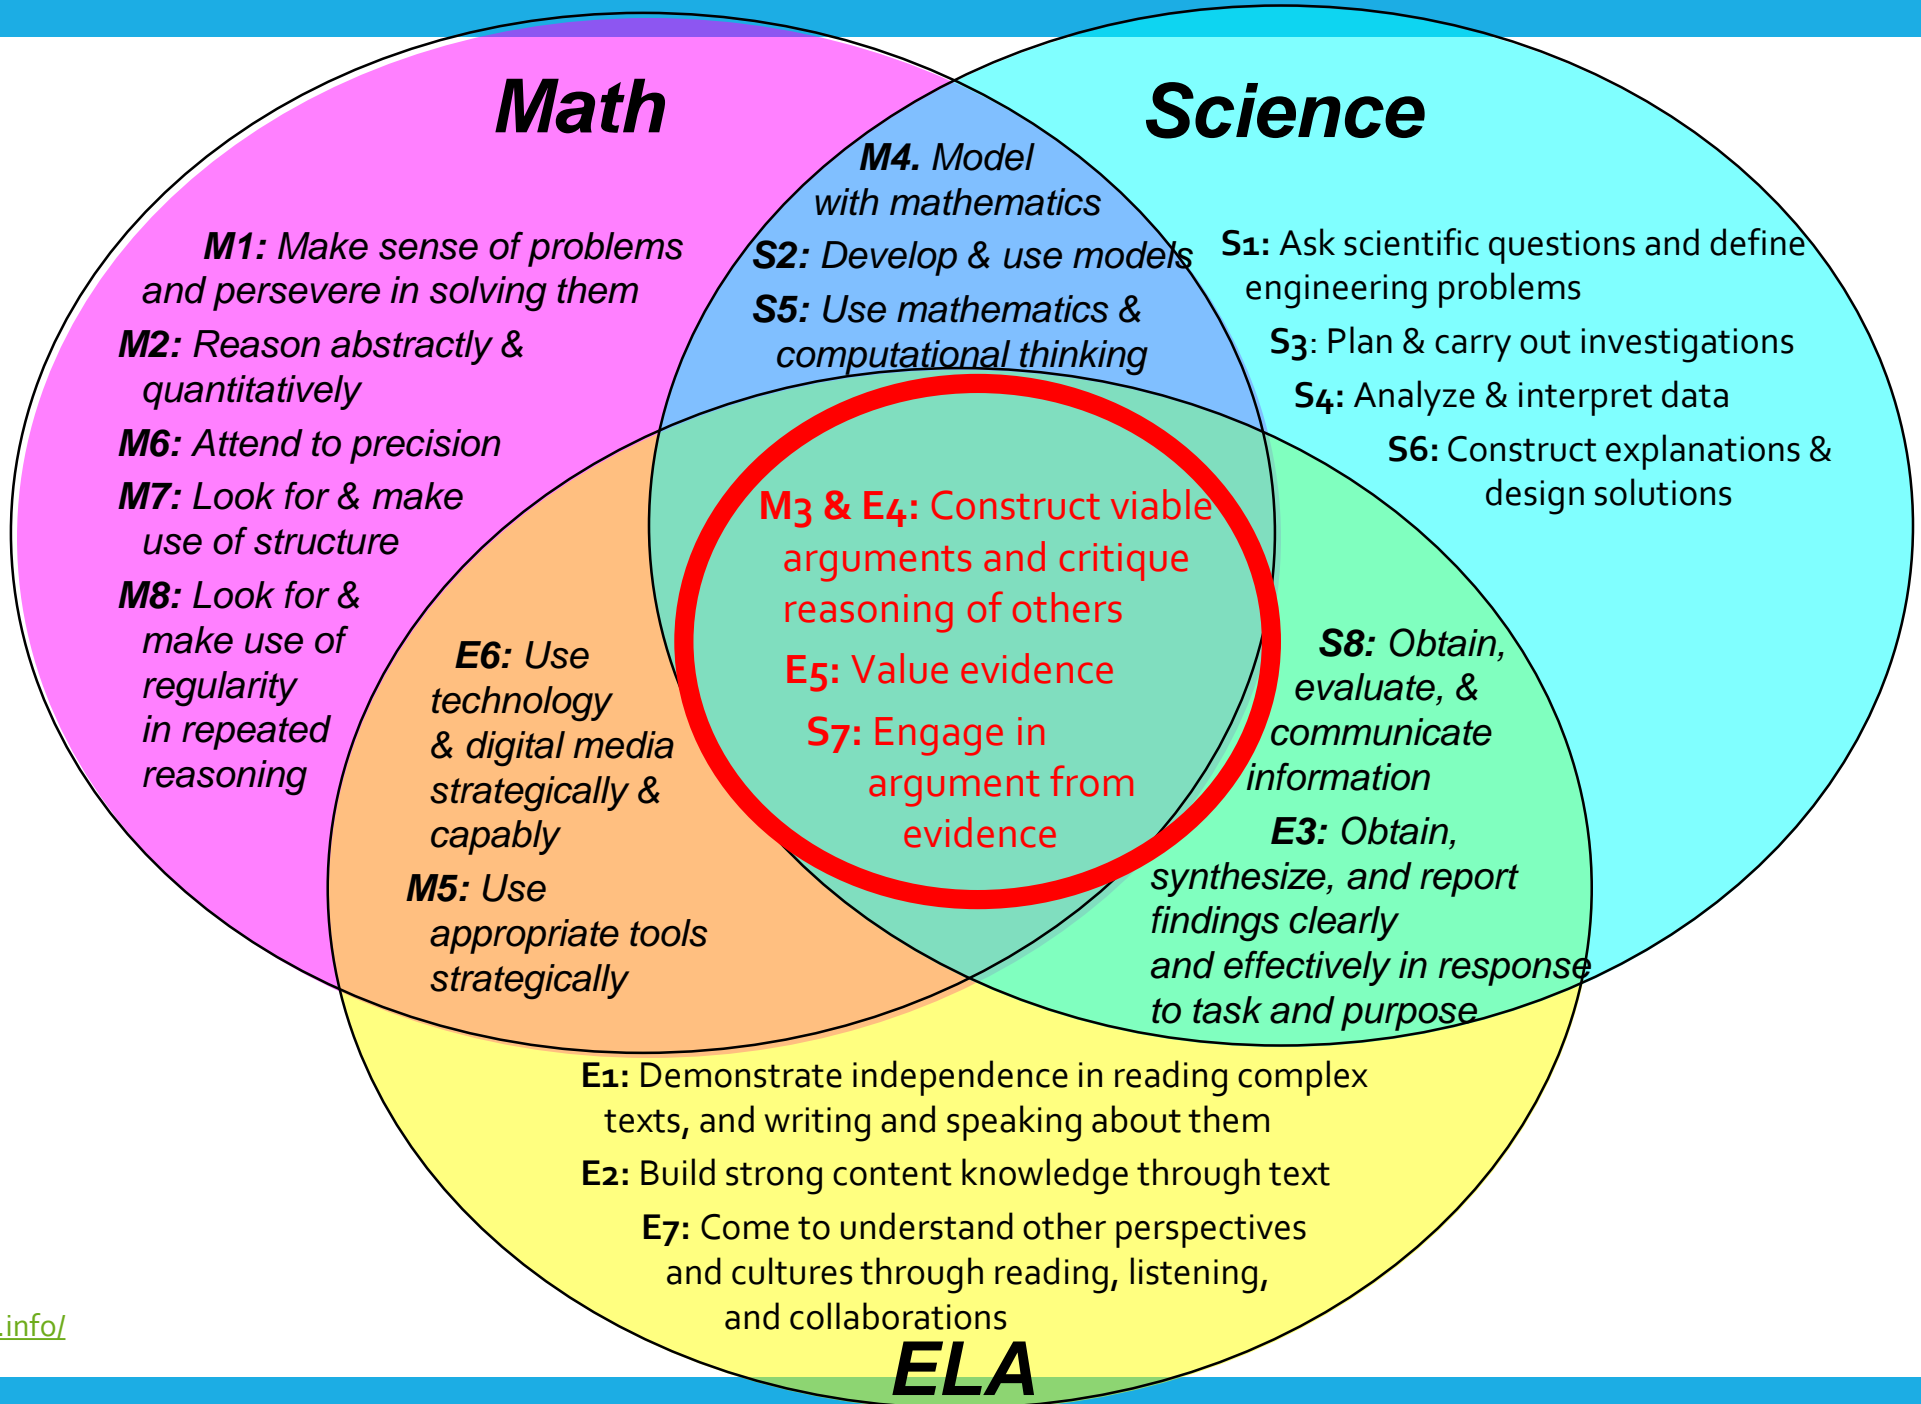 Math
Science
M4. Model
with mathematics
S2: Develop & use models
S5: Use mathematics &
computational thinking
M1: Make sense of problems
and persevere in solving them
M2: Reason abstractly &
quantitatively
M6: Attend to precision
M7: Look for & make
use of structure
M8: Look for &
make use of
regularity
in repeated
reasoning
S1: Ask scientific questions and define
engineering problems
S3: Plan & carry out investigations
S4: Analyze & interpret data
S6: Construct explanations &
design solutions
M3 & E4: Construct viable
arguments and critique
reasoning of others
E5: Value evidence
S7: Engage in
argument from
evidence
E6: Use
technology
& digital media
strategically &
capably
M5: Use
appropriate tools
strategically
S8: Obtain,
evaluate, &
communicate
information
E3: Obtain,
synthesize, and report
findings clearly
and effectively in response
to task and purpose
E1: Demonstrate independence in reading complex
texts, and writing and speaking about them
E2: Build strong content knowledge through text
E7: Come to understand other perspectives
and cultures through reading, listening,
and collaborations
ELA
.info/